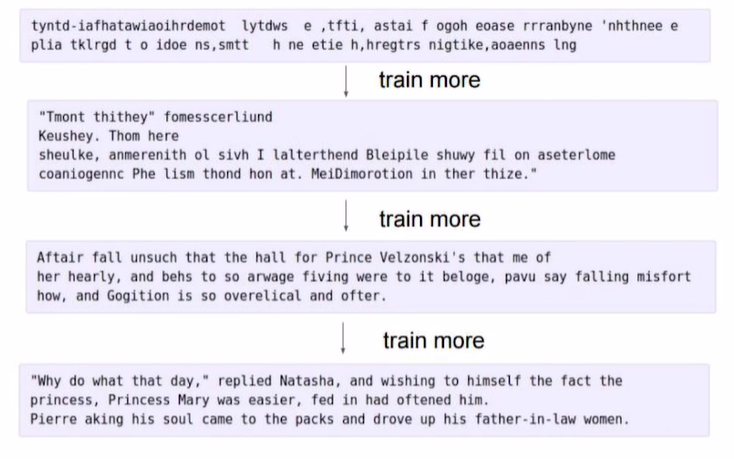 tyntd-iafhatawiaoihrdemot  lytdws  e ,tfti, astai f ogoh eoase rrranbyne 'nhthnee e
plia tklrgd t o idoe ns,smtt   h ne etie h,hregtrs nigtike,aoaenns lng
train more
"Tmont thithey" fomesscerliund
Keushey. Thom here
sheulke, anmerenith ol sivh I lalterthend Bleipile shuwy fil on aseterlome
coaniogennc Phe lism thond hon at. MeiDimorotion in ther thize."
train more
Aftair fall unsuch that the hall for Prince Velzonski's that me of
her hearly, and behs to so arwage fiving were to it beloge, pavu say falling misfort
how, and Gogition is so overelical and ofter.
train more
"Why do what that day," replied Natasha, and wishing to himself the fact the
princess, Princess Mary was easier, fed in had oftened him.
Pierre aking his soul came to the packs and drove up his father-in-law women.